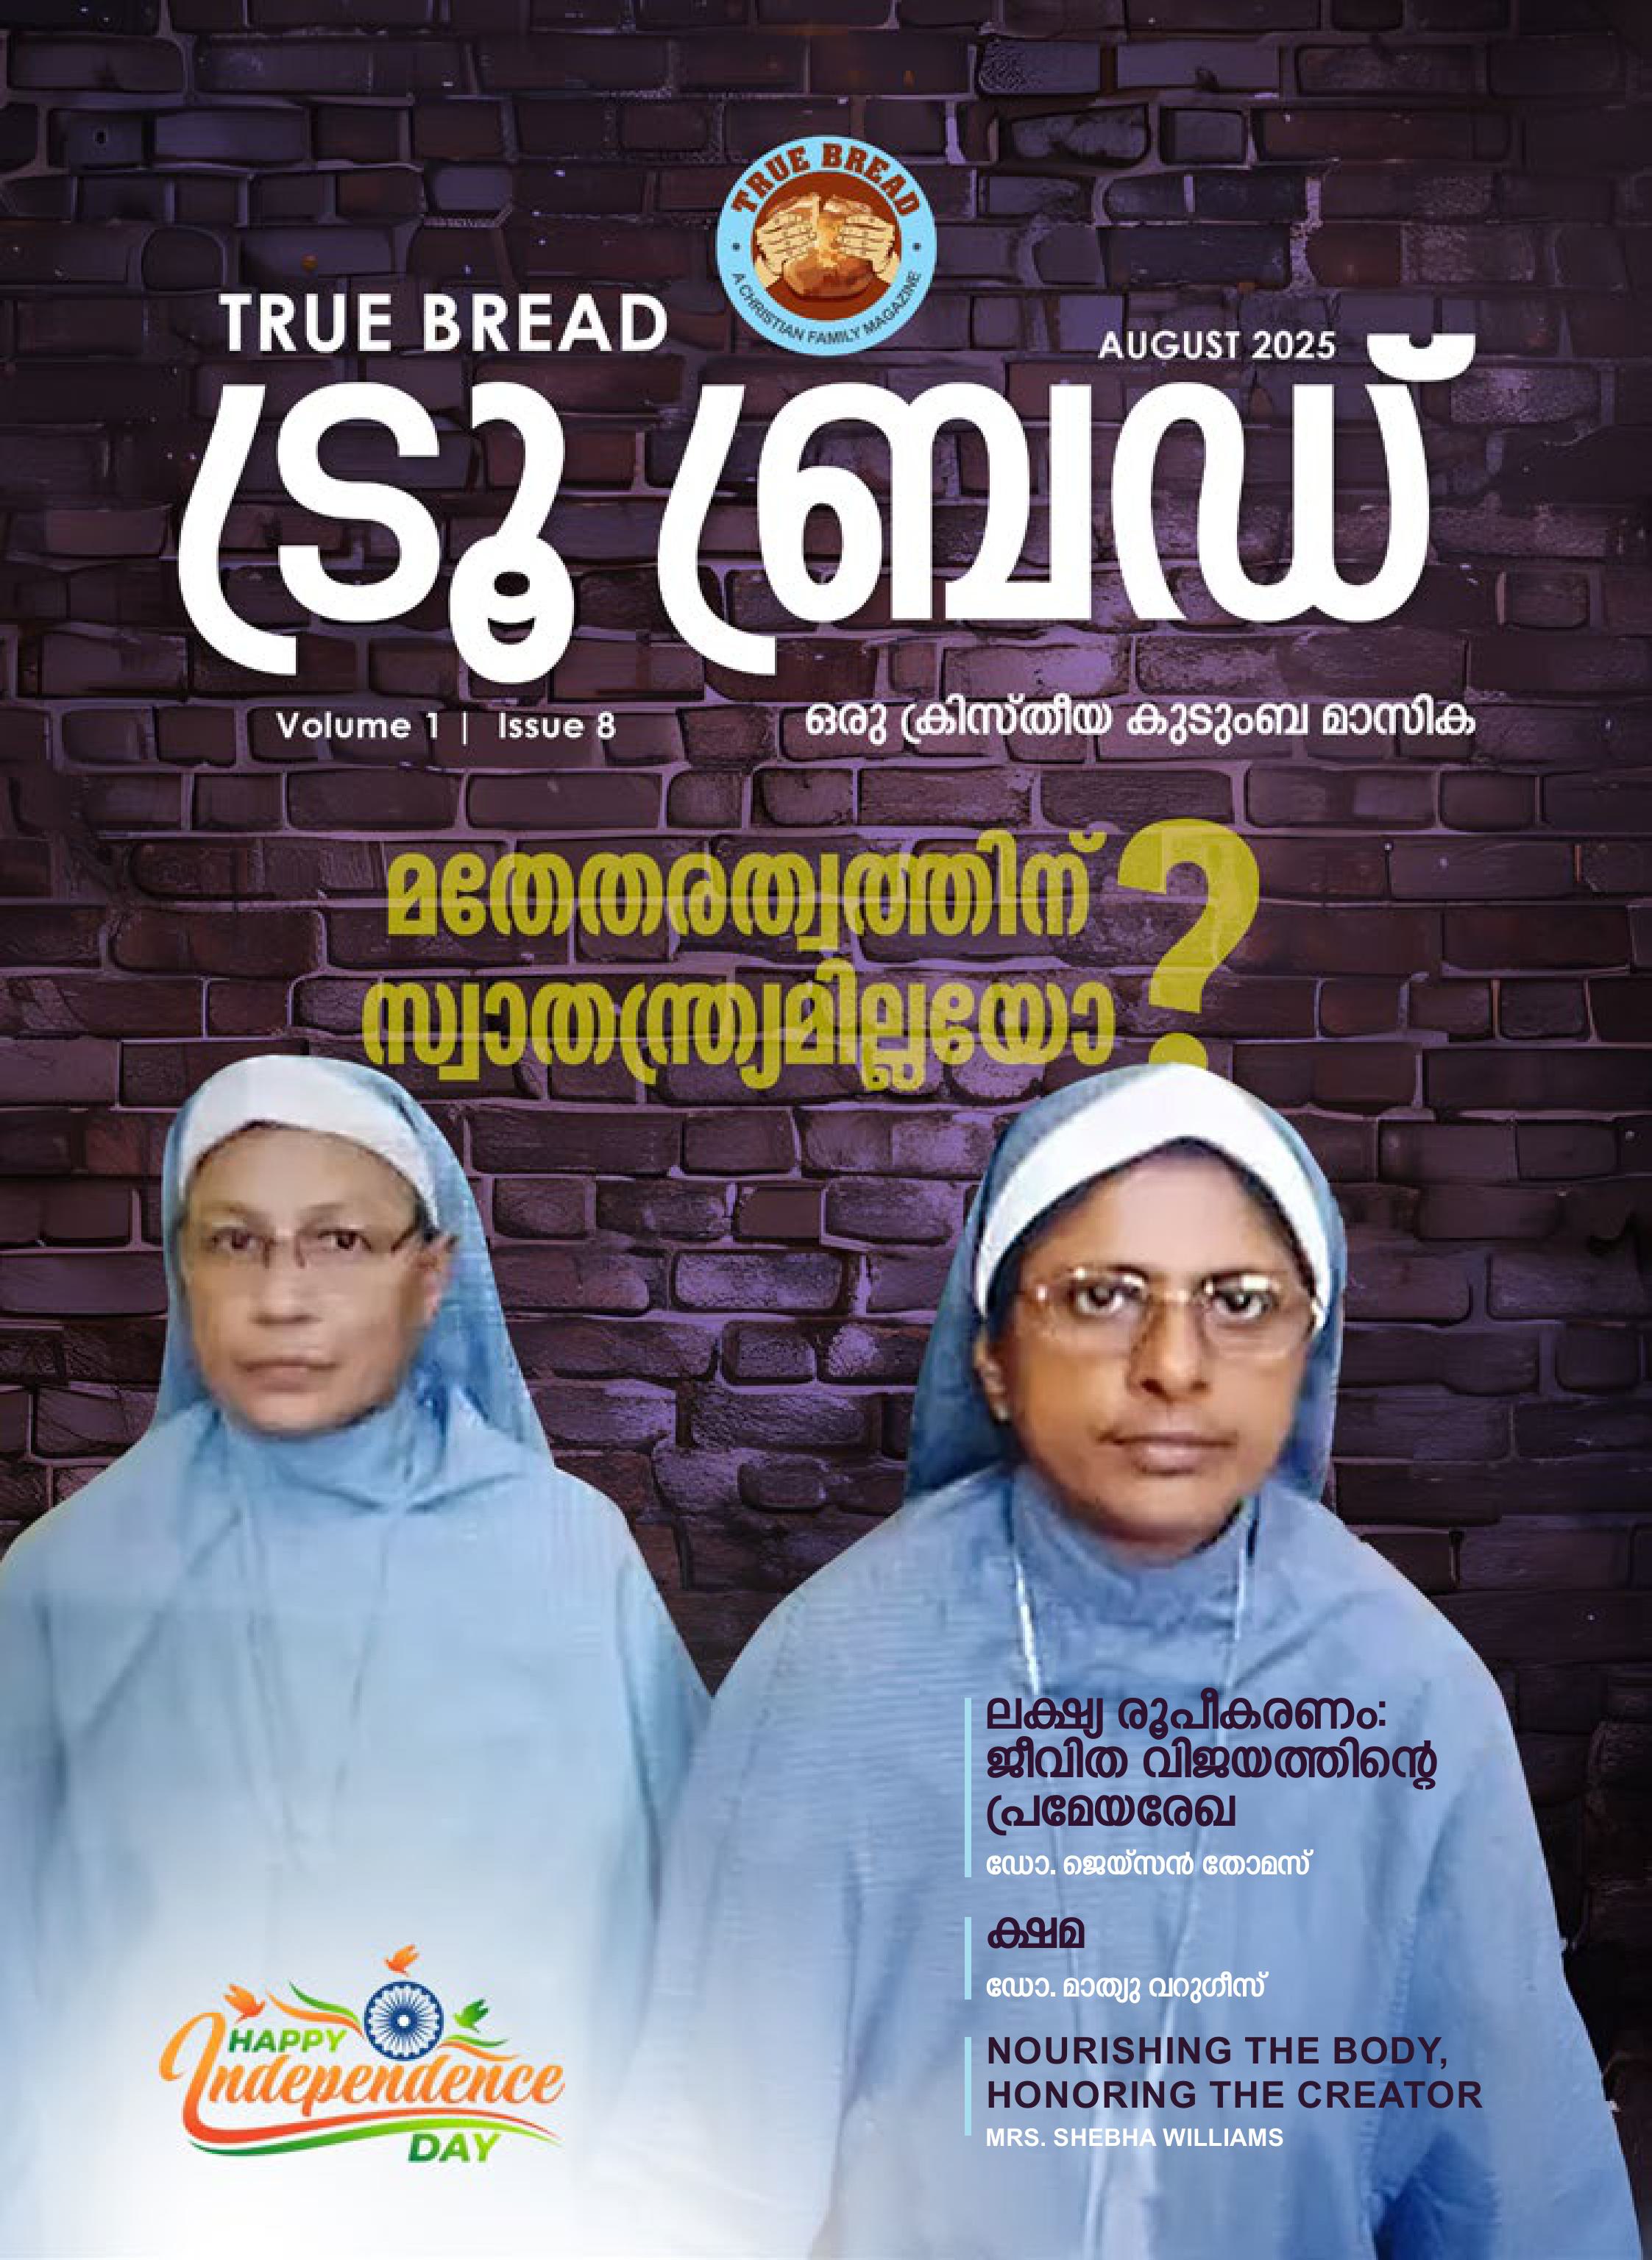 TRUE BREAD
A CHRISTIAN FAMILY MAGAZINE
TRUE BREAD
AUGUST 2025
ട്രൂ ബ്രഡ്
Volume 1 | Issue 8
ഒരു ക്രിസ്തീയ കുടുംബ മാസിക
മതേതരത്വത്തിന്
സ്വാതന്ത്ര്യമില്ലയോ?
ലക്ഷ്യ രൂപീകരണം:
ജീവിത വിജയത്തിന്റെ
പ്രമേയരേഖ
ഡോ. ജെയ്സൻ തോമസ്
ക്ഷമ
ഡോ. മാത്യു വറുഗീസ്
NOURISHING THE BODY,
HONORING THE CREATOR
MRS. SHEBHA WILLIAMS
HAPPY
Independence
DAY